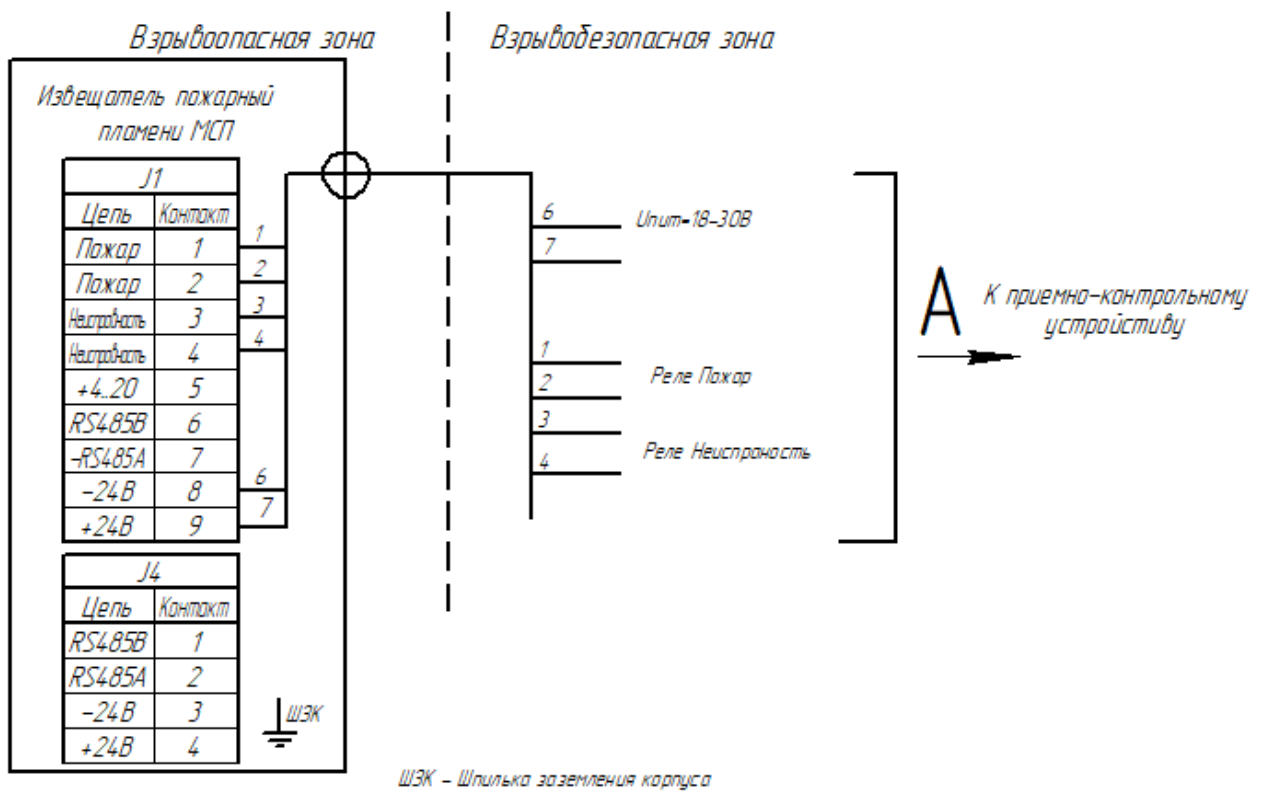 Взрывоопасная зона
Взрывобезопасная зона
Извещатель пожарный
пламени МСП
J1
Цепь Контакт
Пожар 1
Пожар 2
Неисправность 3
Неисправность 4
+4..20 5
RS485B 6
-RS485A 7
-24В 8
+24В 9
1
2
3
4
6
7
J4
Цепь Контакт
RS485B 1
RS485A 2
-24В 3
+24В 4
ШЗК
6
7
Uпит=18-30В
1
2
Реле Пожар
3
4
Реле Неиспраность
А
К приемно-контрольному
устройстиву
ШЗК - Шпилька заземления корпуса